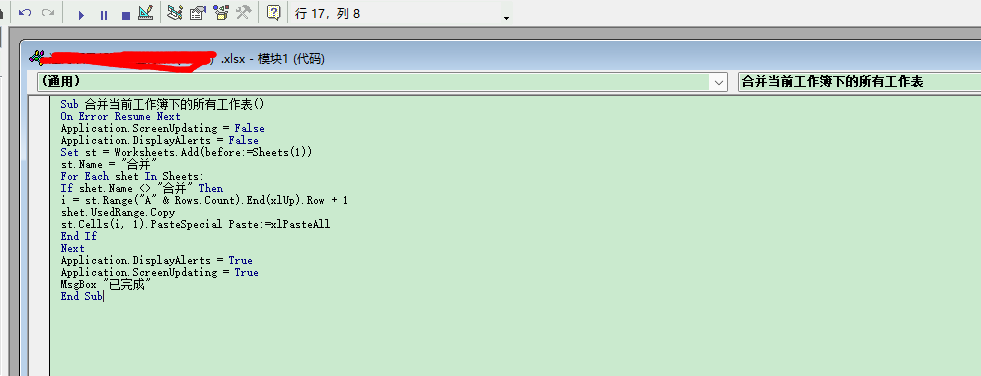 行 17，列 8
.xlsx - 模块1 (代码)
(通用)
合并当前工作簿下的所有工作表
Sub 合并当前工作簿下的所有工作表()
On Error Resume Next
Application.ScreenUpdating = False
Application.DisplayAlerts = False
Set st = Worksheets.Add(before:=Sheets(1))
st.Name = "合并"
For Each shet In Sheets:
If shet.Name <> "合并" Then
i = st.Range("A" & Rows.Count).End(xlUp).Row + 1
shet.UsedRange.Copy
st.Cells(i, 1).PasteSpecial Paste:=xlPasteAll
End If
Next
Application.DisplayAlerts = True
Application.ScreenUpdating = True
MsgBox "已完成"
End Sub